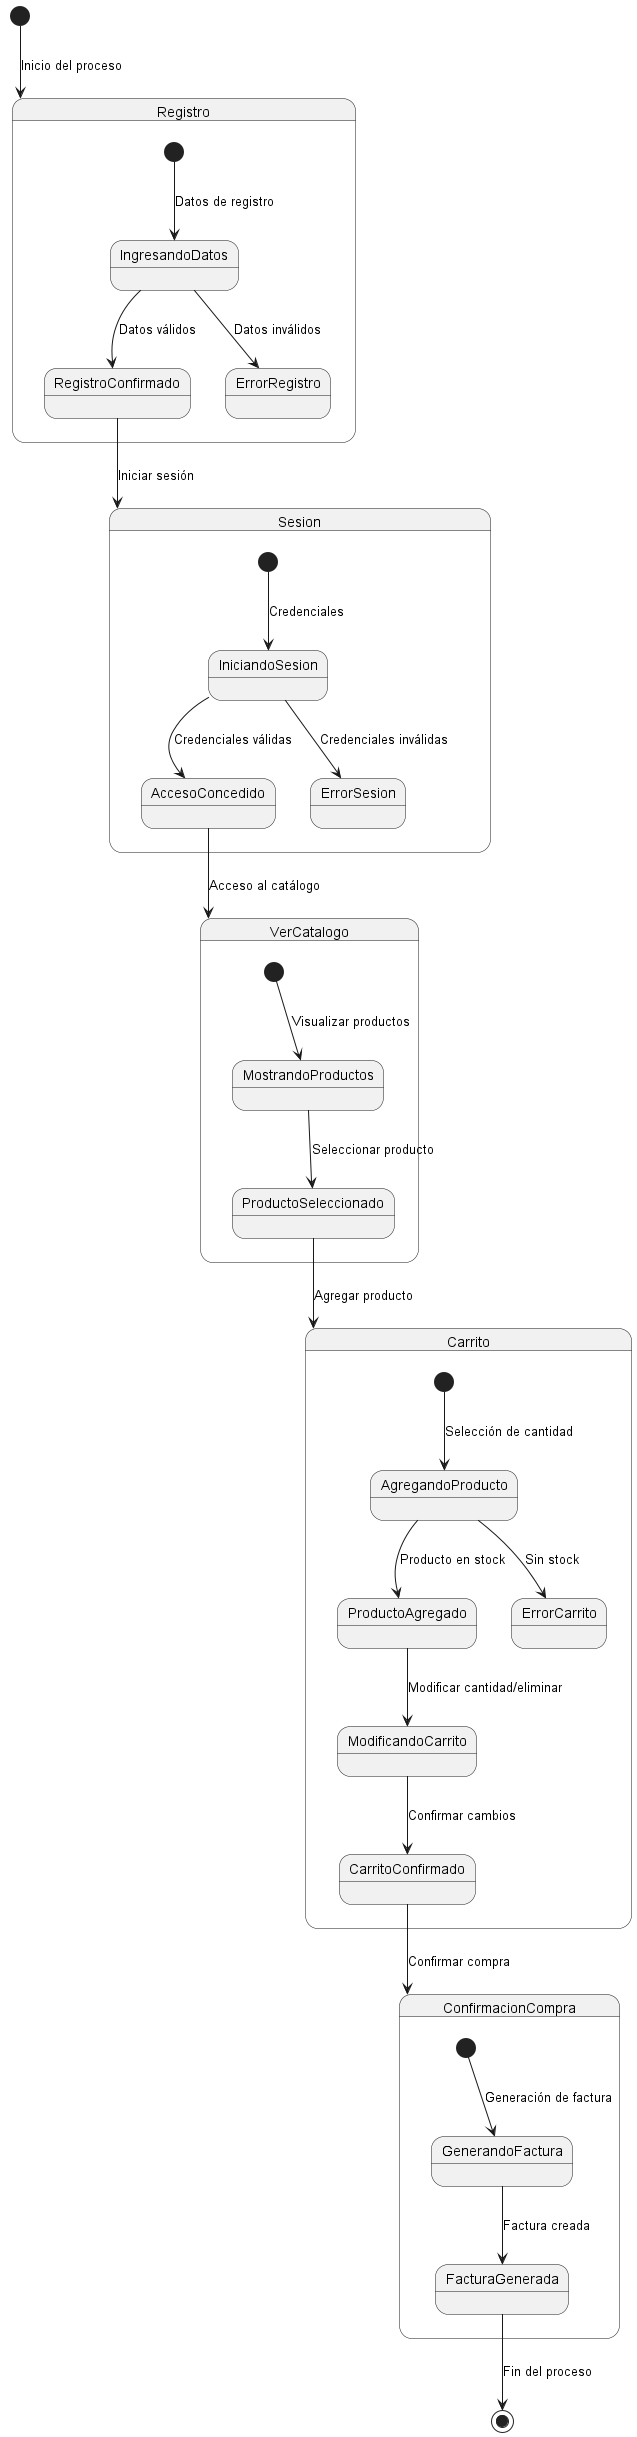 Inicio del proceso
Registro
Datos de registro
IngresandoDatos
Datos válidos
Datos inválidos
RegistroConfirmado
ErrorRegistro
Iniciar sesión
Sesion
Credenciales
IniciandoSesion
Credenciales válidas
Credenciales inválidas
AccesoConcedido
ErrorSesion
Acceso al catálogo
VerCatalogo
Visualizar productos
MostrandoProductos
Seleccionar producto
ProductoSeleccionado
Agregar producto
Carrito
Selección de cantidad
AgregandoProducto
Producto en stock
Sin stock
ProductoAgregado
ErrorCarrito
Modificar cantidad/eliminar
ModificandoCarrito
Confirmar cambios
CarritoConfirmado
Confirmar compra
ConfirmacionCompra
Generación de factura
GenerandoFactura
Factura creada
FacturaGenerada
Fin del proceso